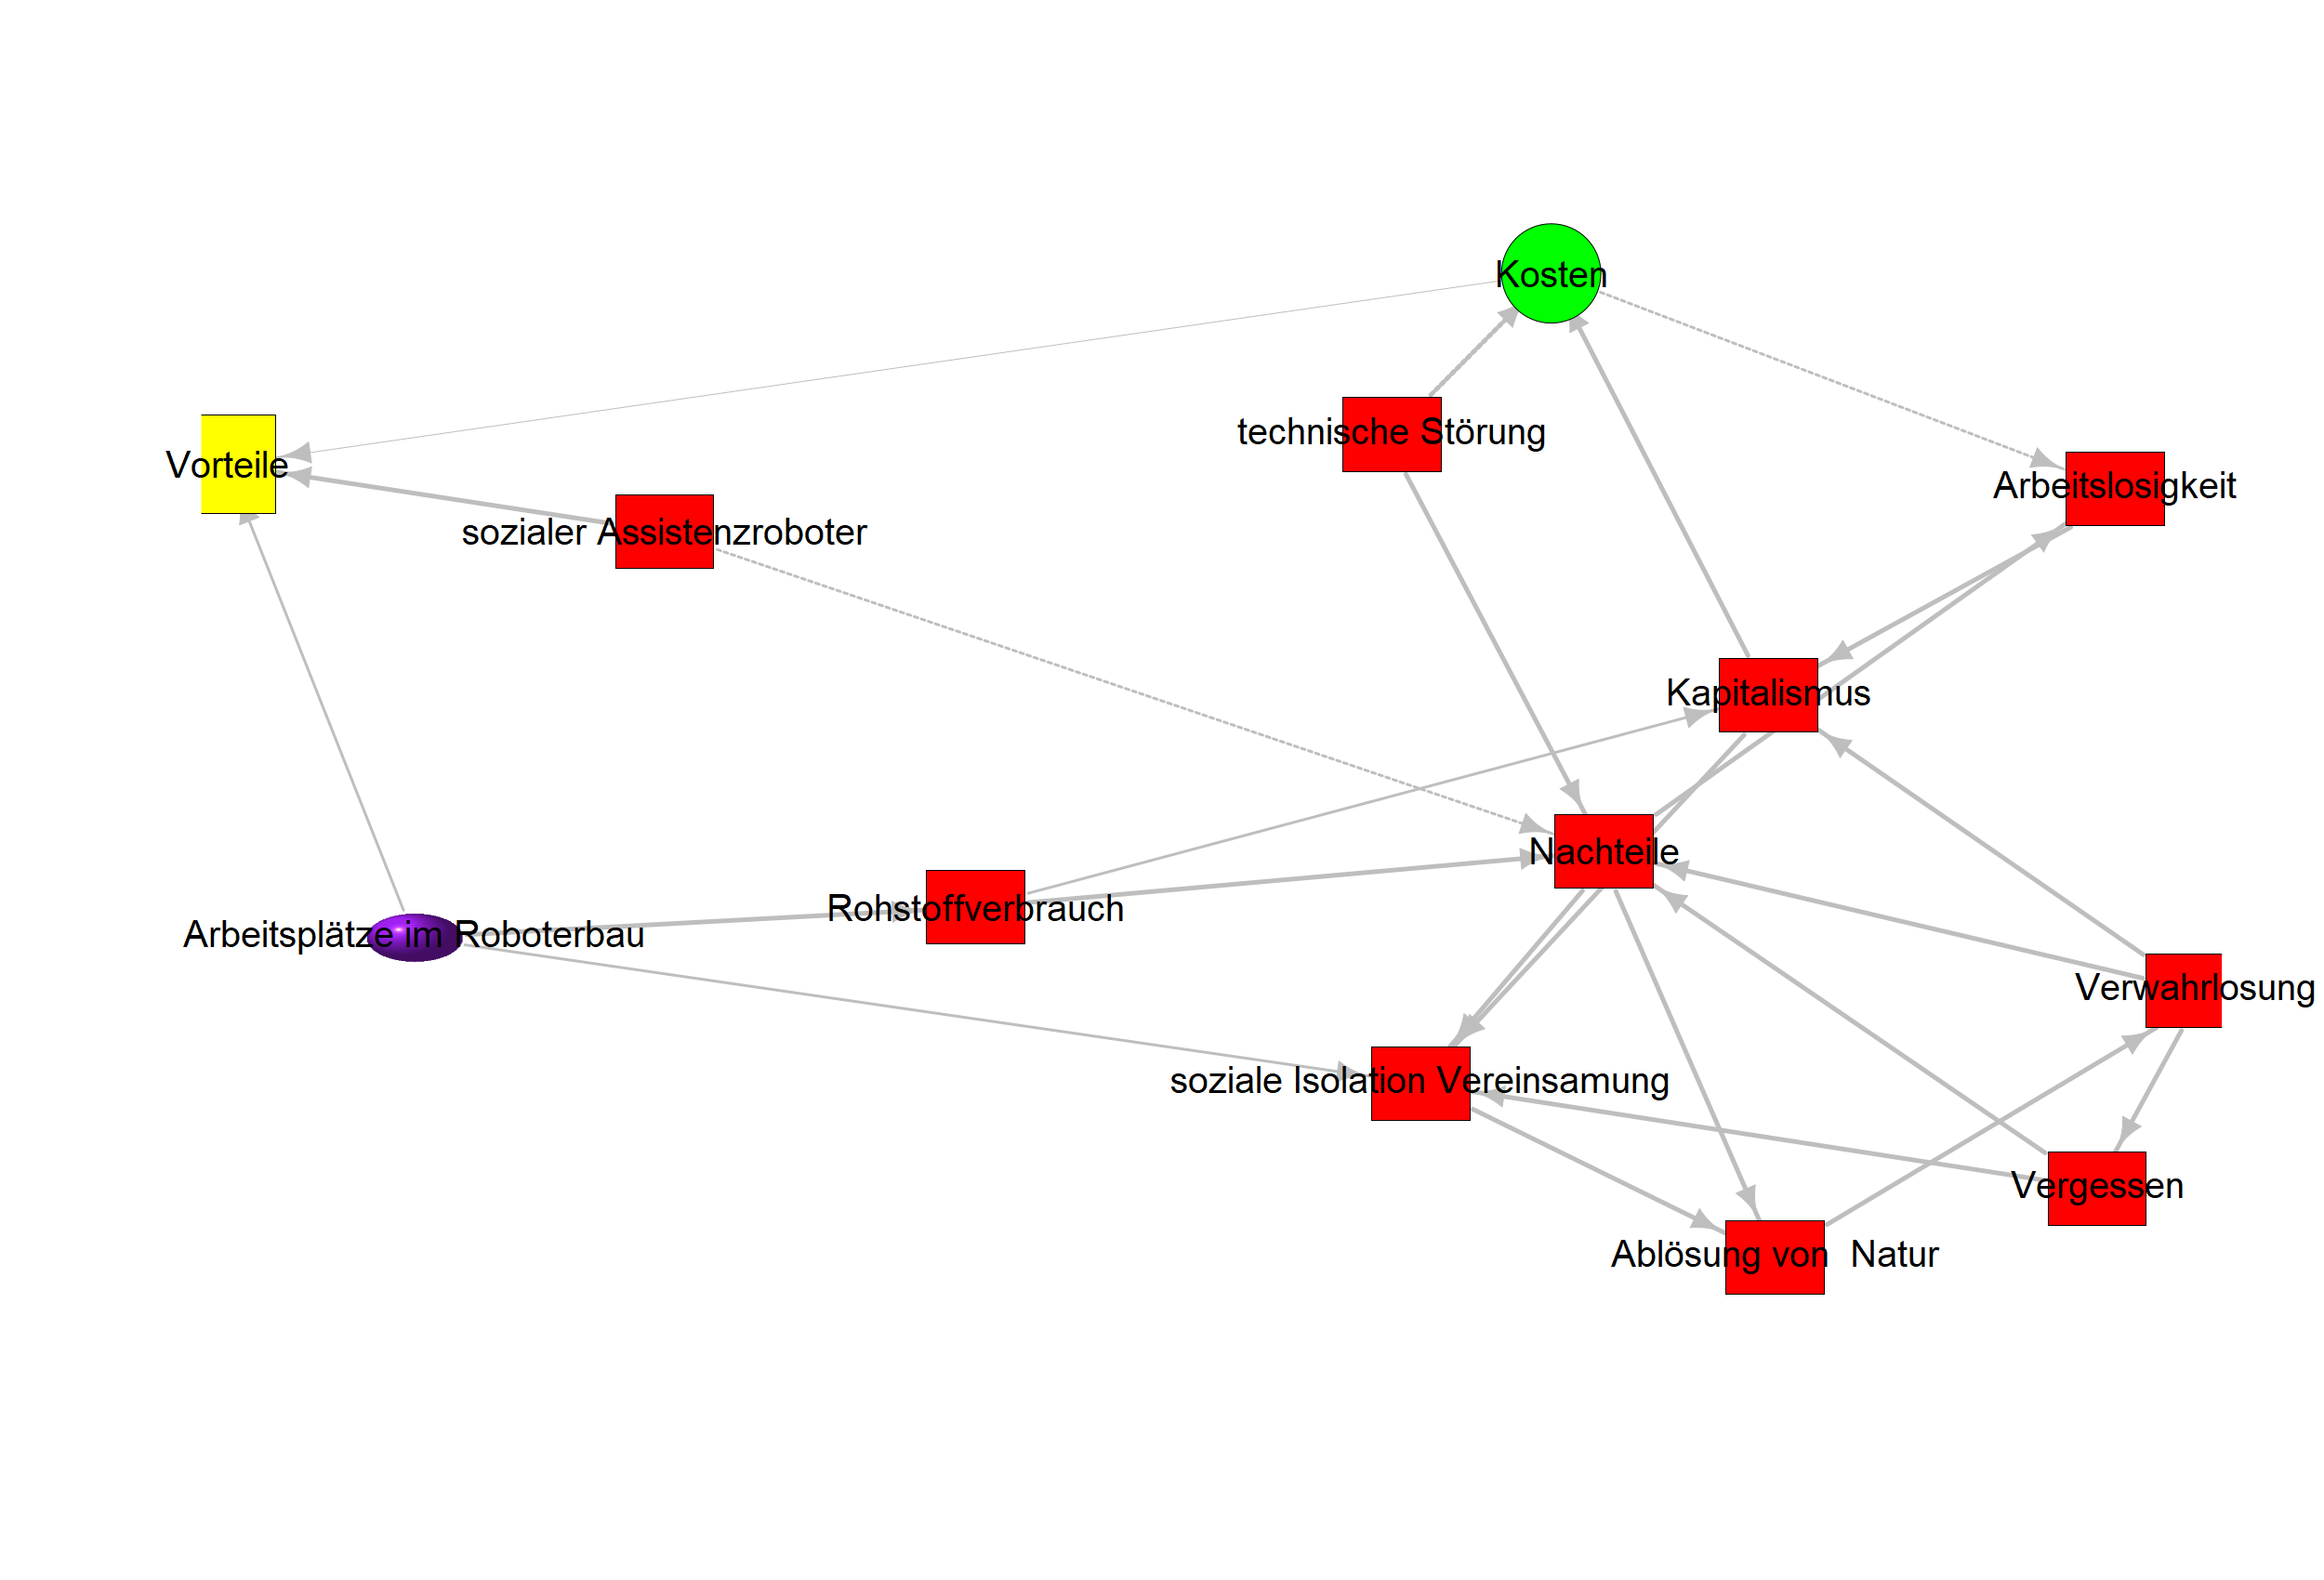 Kosten
technische Störung
Vorteile
Arbeitslosigkeit
sozialer Assistenzroboter
Kapitalismus
Nachteile
Rohstoffverbrauch
Arbeitsplätze im Roboterbau
Verwahrlosung
soziale Isolation Vereinsamung
Vergessen
Ablösung von  Natur